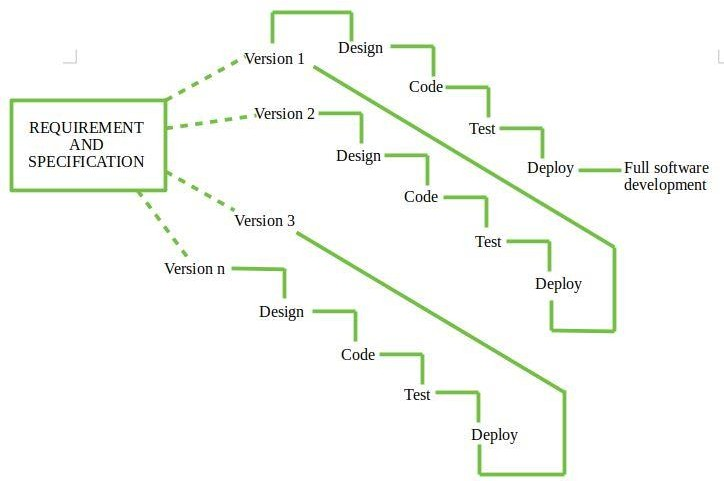 REQUIREMENT
AND
SPECIFICATION
Version 1
Design
Code
Test
Deploy
Full software
development
Version 2
Design
Code
Test
Deploy
Version 3
Version n
Design
Code
Test
Deploy